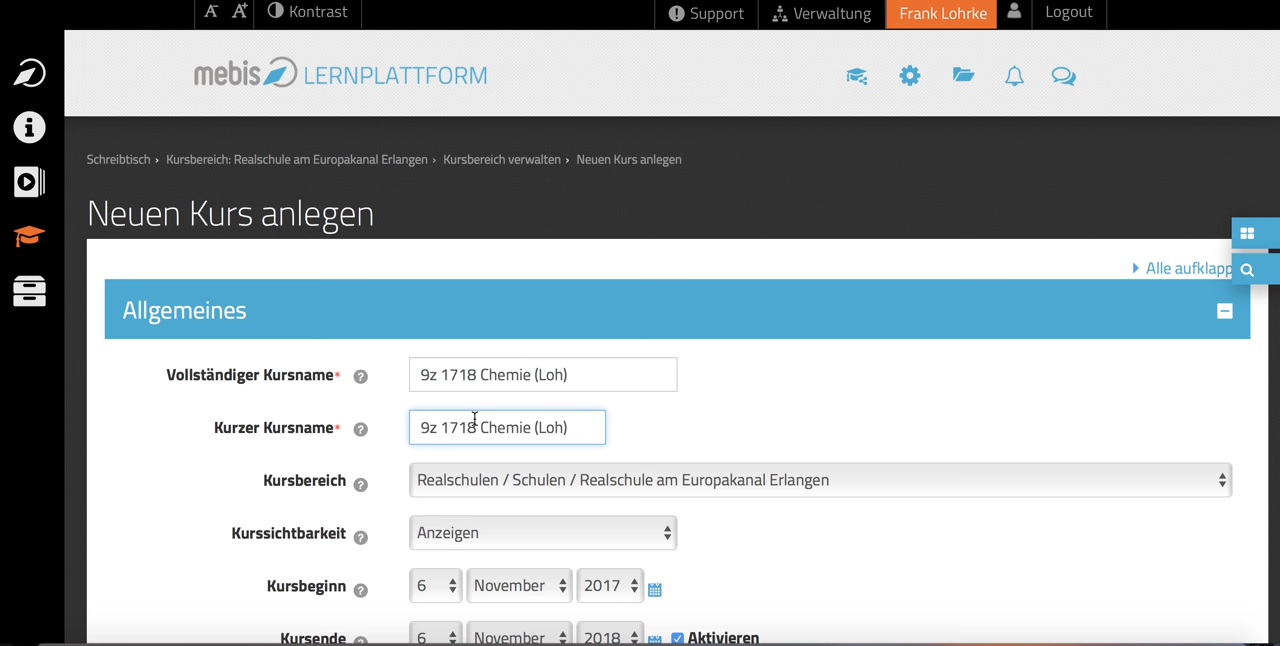 A- A+ Kontrast Support Verwaltung Frank Lohrke Logout
mebis LERNPLATTFORM
Schreibtisch › Kursbereich: Realschule am Europakanal Erlangen › Kursbereich verwalten › Neuen Kurs anlegen
Neuen Kurs anlegen
Alle aufklapp
Allgemeines
Vollständiger Kursname* 9z 1718 Chemie (Loh)
Kurzer Kursname* 9z 1718 Chemie (Loh)
Kursbereich Realschulen / Schulen / Realschule am Europakanal Erlangen
Kurssichtbarkeit Anzeigen
Kursbeginn 6 November 2017
Kursende 6 November 2018 Aktivieren